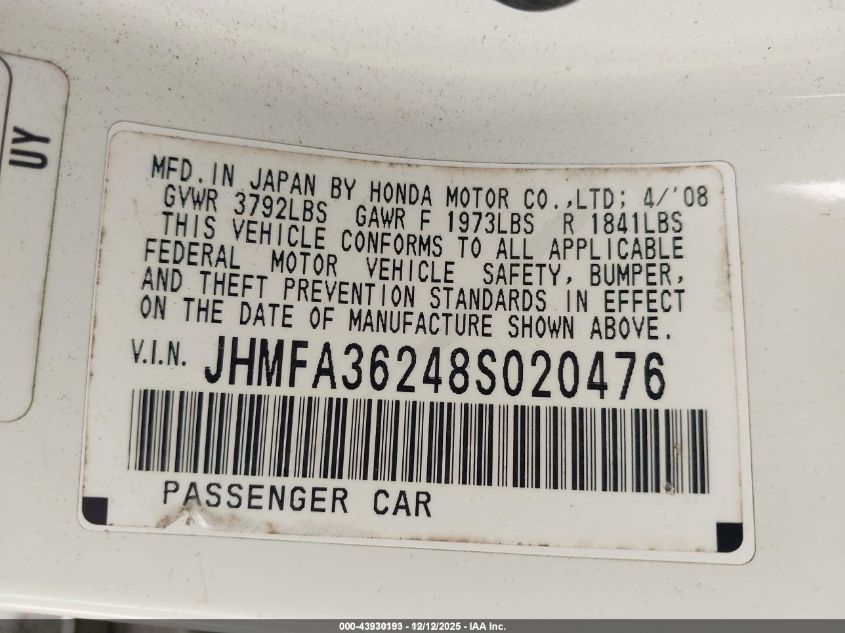 UY
MFD. IN JAPAN BY HONDA MOTOR CO.,LTD; 4/'08
GVWR 3792LBS GAWR F 1973LBS R 1841LBS
THIS VEHICLE CONFORMS TO ALL APPLICABLE
FEDERAL MOTOR VEHICLE SAFETY, BUMPER,
AND THEFT PREVENTION STANDARDS IN EFFECT
ON THE DATE OF MANUFACTURE SHOWN ABOVE.
V.I.N. JHMFA36248S020476
PASSENGER CAR
000-43930193 - 12/12/2025 - IAA Inc.